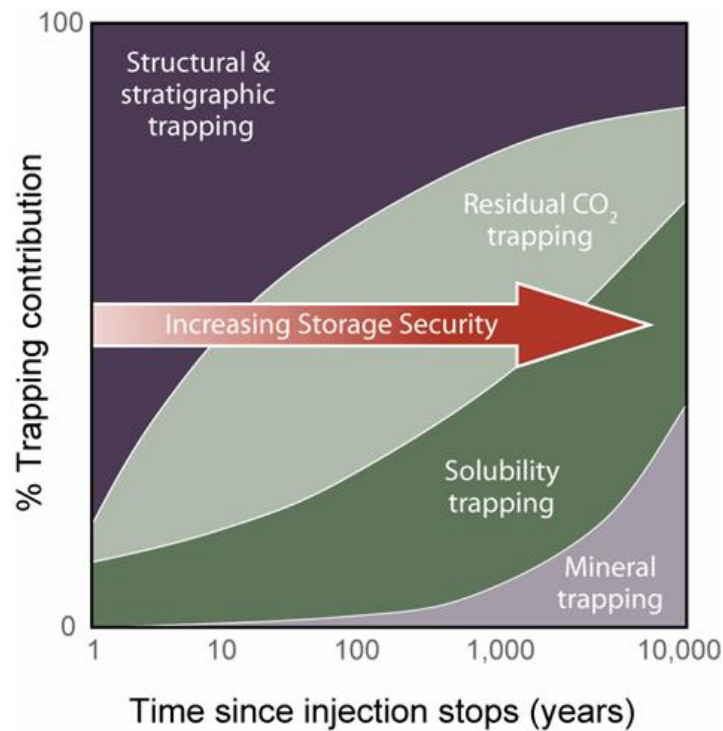 100
Structural &
stratigraphic
trapping
Residual CO₂
trapping
Increasing Storage Security
Solubility
trapping
Mineral
trapping
% Trapping contribution
0
1 10 100 1,000 10,000
Time since injection stops (years)